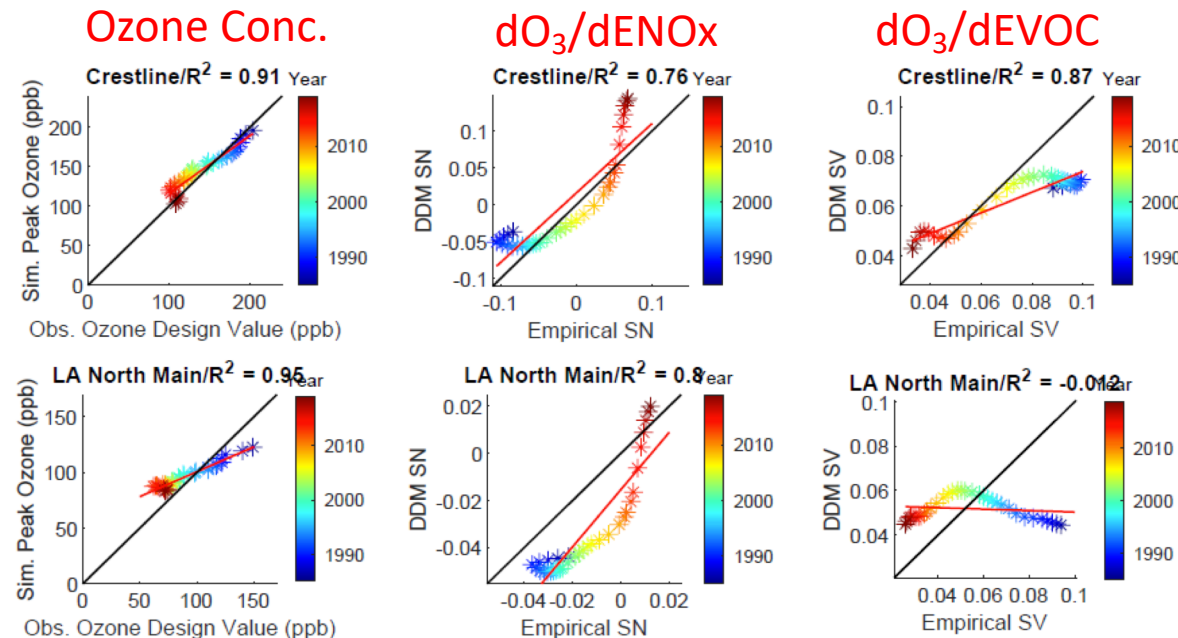 Ozone Conc.
dO₃/dENOx
dO₃/dEVOC
Crestline/R² = 0.91 Year
Sim. Peak Ozone (ppb)
200
150
100
50
0
0 100 200
Obs. Ozone Design Value (ppb)
2010
2000
1990
Crestline/R² = 0.76 Year
DDM SN
0.1
0.05
0
-0.05
-0.1
-0.1 0 0.1
Empirical SN
2010
2000
1990
Crestline/R² = 0.87 Year
DDM SV
0.1
0.08
0.06
0.04
0.04 0.06 0.08 0.1
Empirical SV
2010
2000
1990
LA North Main/R² = 0.95 Year
Sim. Peak Ozone (ppb)
150
100
50
0
0 50 100 150
Obs. Ozone Design Value (ppb)
2010
2000
1990
LA North Main/R² = 0.8 Year
DDM SN
0.02
0
-0.02
-0.04
-0.04 -0.02 0 0.02
Empirical SN
2010
2000
1990
LA North Main/R² = -0.012 Year
DDM SV
0.1
0.08
0.06
0.04
0.04 0.06 0.08 0.1
Empirical SV
2010
2000
1990